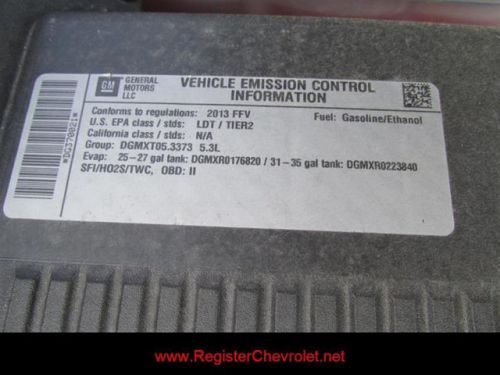 GM
GENERAL
MOTORS
LLC
VEHICLE EMISSION CONTROL
INFORMATION
Conforms to regulations: 2013 FFV
Fuel: Gasoline/Ethanol
U.S. EPA class / stds: LDT / TIER2
California class / stds: N/A
Group: DGMXT05.3373 5.3L
Evap: 25-27 gal tank: DGMXR0176820 / 31-35 gal tank: DGMXR0223840
SFI/HO2S/TWC, OBD: II
*DG370021*
www.RegisterChevrolet.net